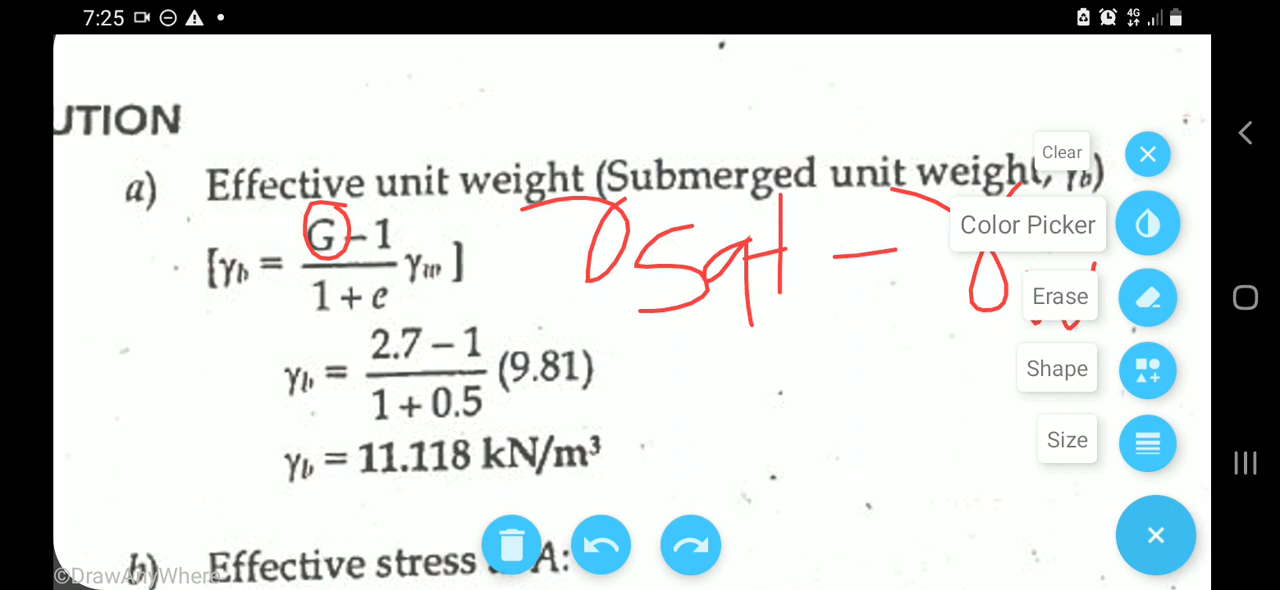 7:25
4G
UTION
a) Effective unit weight (Submerged unit weight, γb)
[γb = G - 1 / 1 + e γw]
γb = 2.7 - 1 / 1 + 0.5 (9.81)
γb = 11.118 kN/m³
b) Effective stress A:
γsat - γ
Clear
Color Picker
Erase
Shape
Size
©DrawAnyWhere